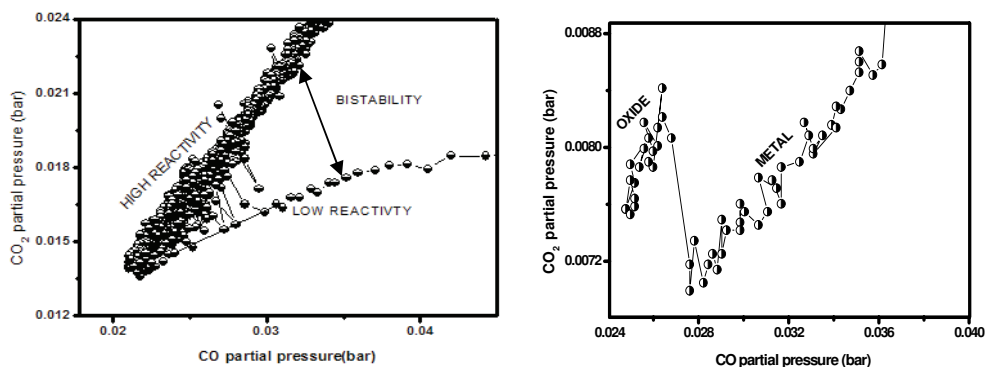 0.024
0.021
0.018
0.015
0.012
CO2 partial pressure (bar)
HIGH REACTIVITY
BISTABILITY
LOW REACTIVTY
0.02
0.03
0.04
CO partial pressure(bar)
0.0088
0.0080
0.0072
CO2 partial pressure (bar)
OXIDE
METAL
0.024
0.028
0.032
0.036
0.040
CO partial pressure (bar)